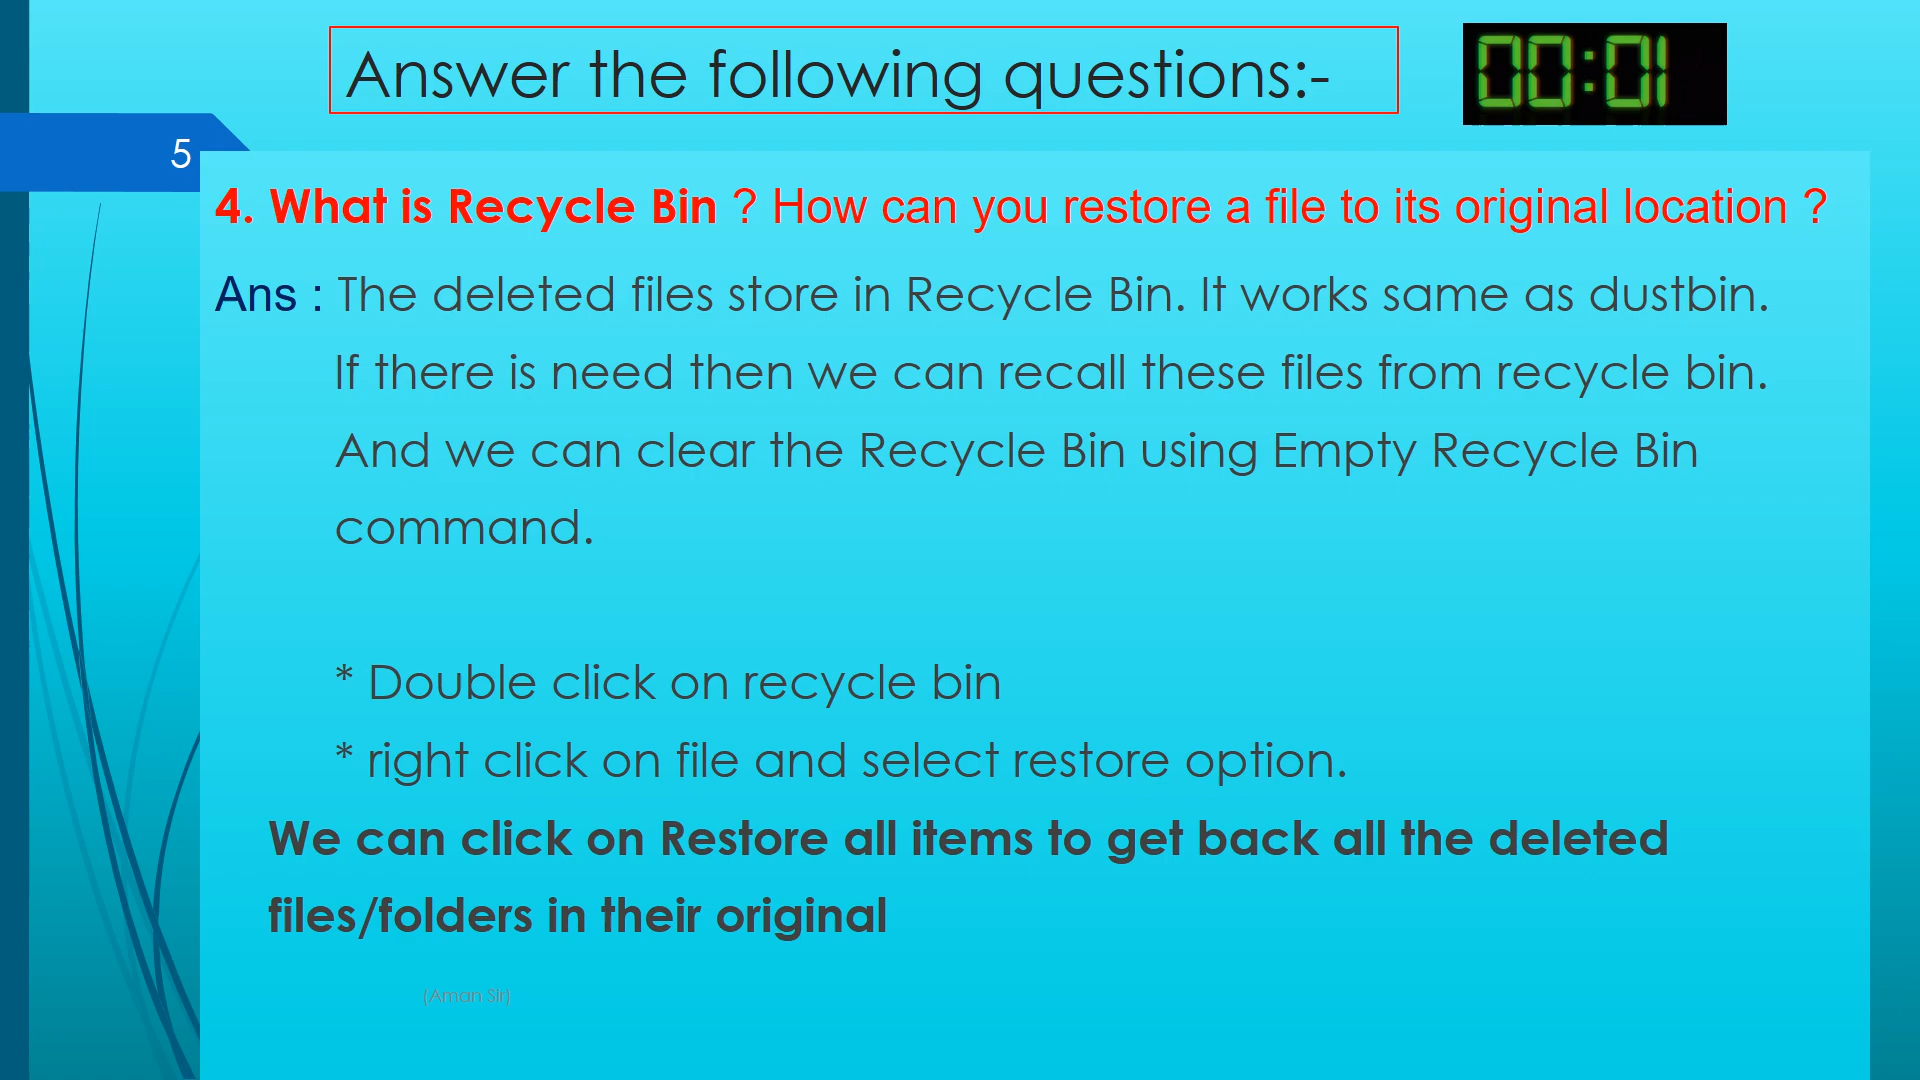 Answer the following questions:-
00:01
5
4. What is Recycle Bin ? How can you restore a file to its original location ?
Ans : The deleted files store in Recycle Bin. It works same as dustbin.
If there is need then we can recall these files from recycle bin.
And we can clear the Recycle Bin using Empty Recycle Bin
command.
* Double click on recycle bin
* right click on file and select restore option.
We can click on Restore all items to get back all the deleted
files/folders in their original
(Aman Sir)